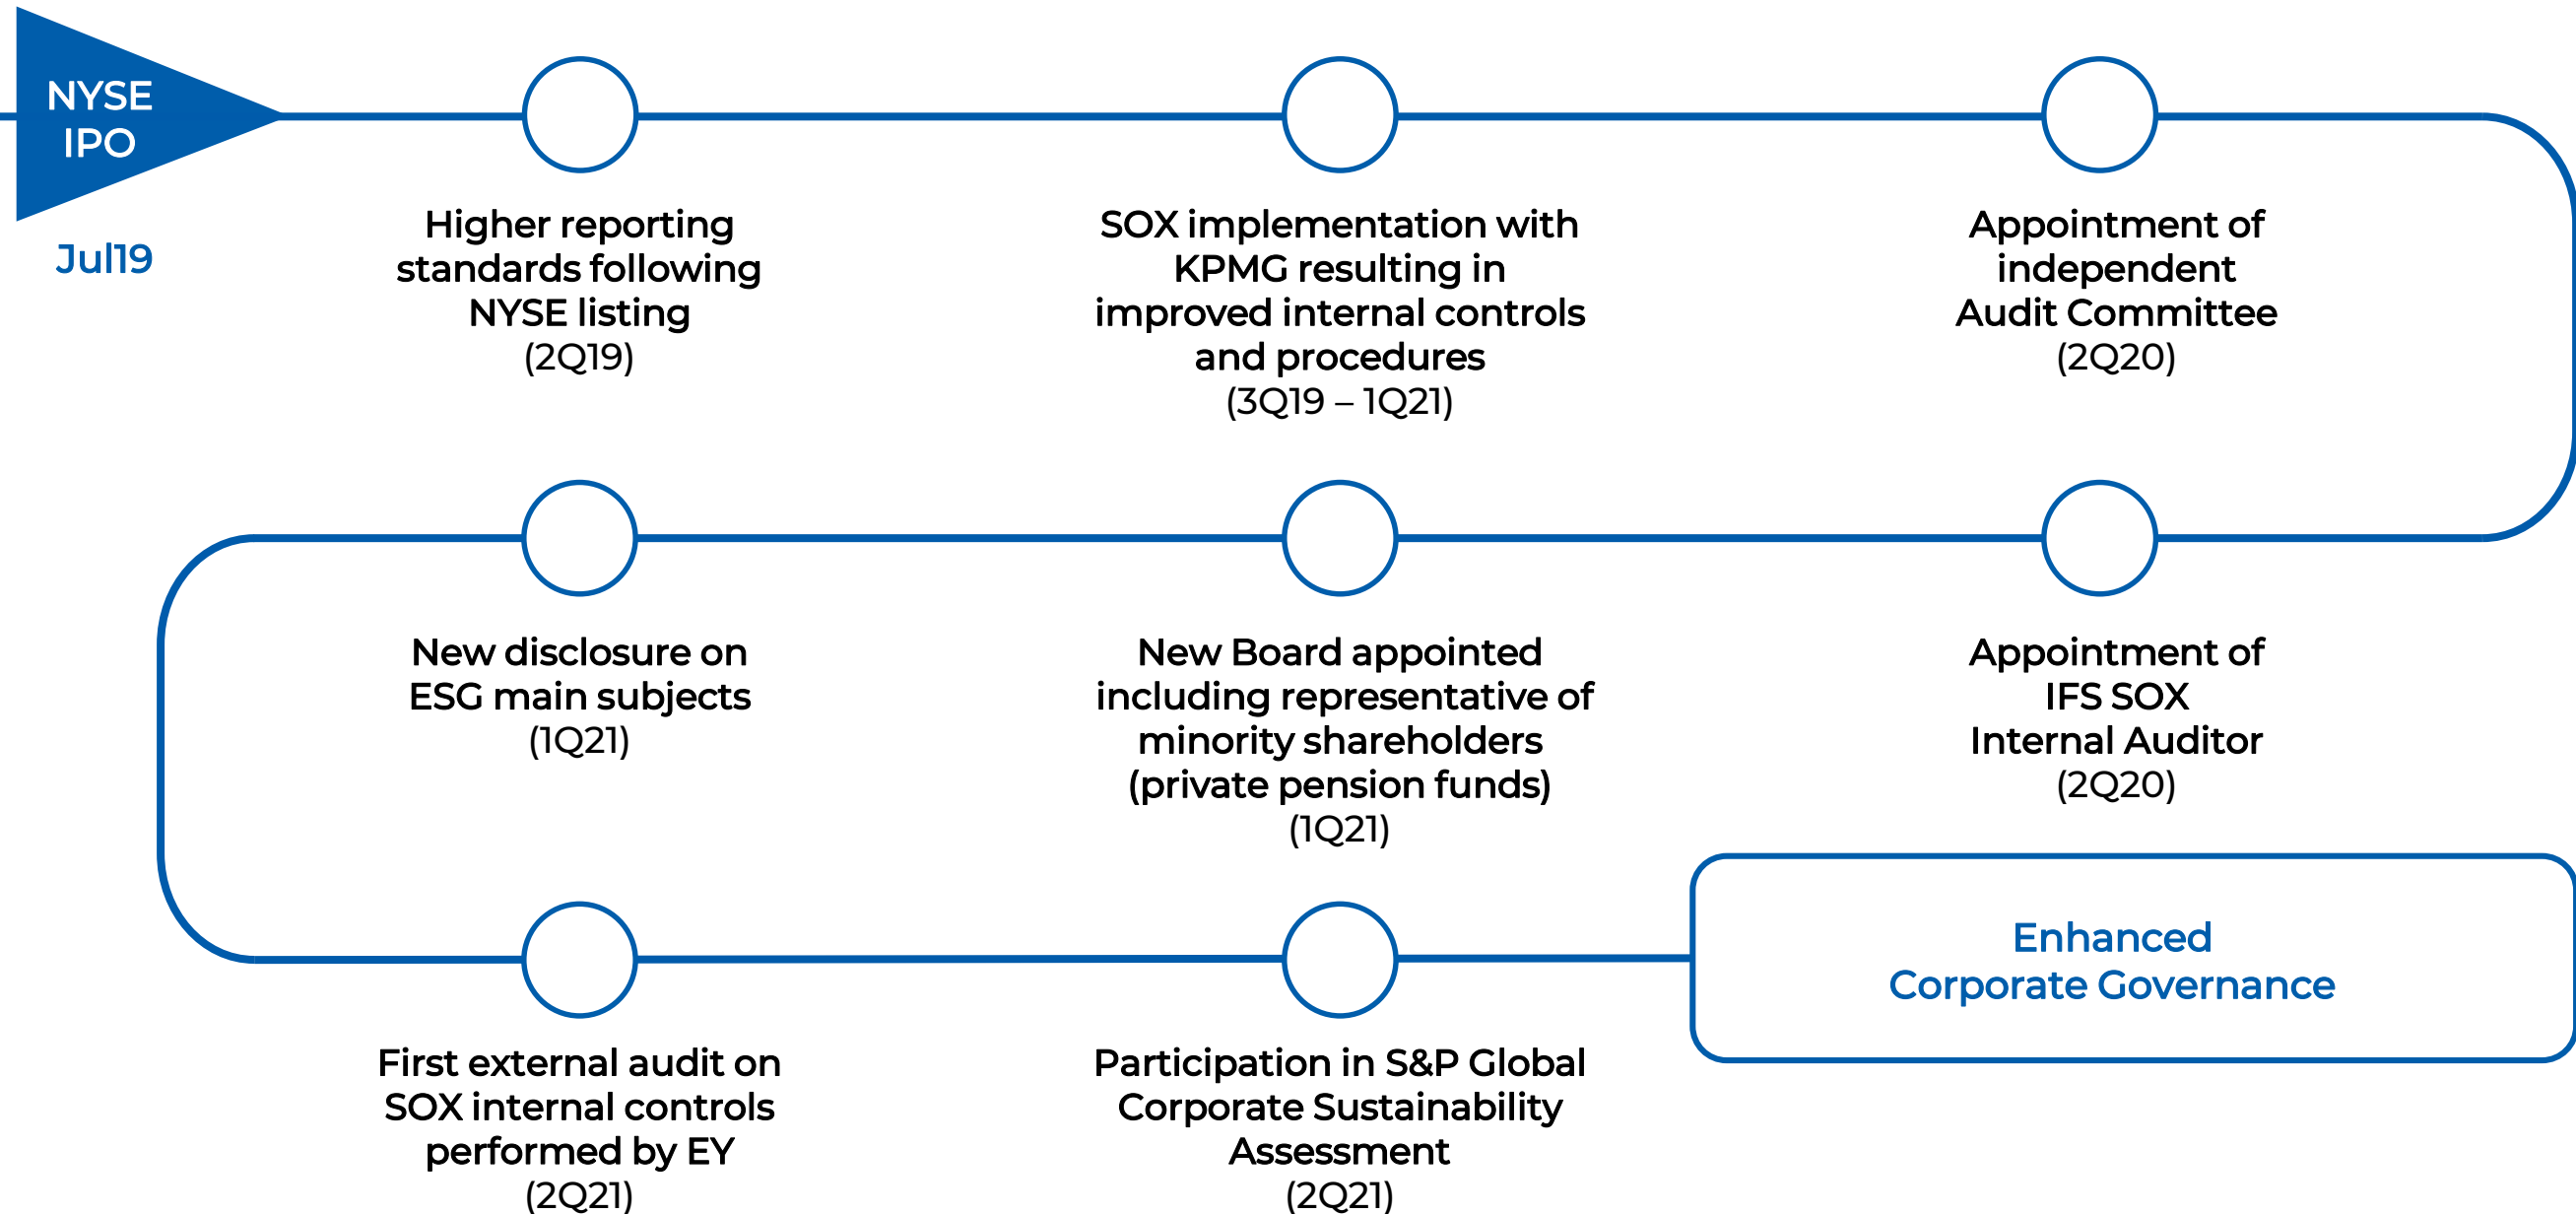 NYSE
IPO
Jul19
Higher reporting
standards following
NYSE listing
(2Q19)
SOX implementation with
KPMG resulting in
improved internal controls
and procedures
(3Q19 – 1Q21)
Appointment of
independent
Audit Committee
(2Q20)
Appointment of
IFS SOX
Internal Auditor
(2Q20)
New Board appointed
including representative of
minority shareholders
(private pension funds)
(1Q21)
New disclosure on
ESG main subjects
(1Q21)
First external audit on
SOX internal controls
performed by EY
(2Q21)
Participation in S&P Global
Corporate Sustainability
Assessment
(2Q21)
Enhanced
Corporate Governance